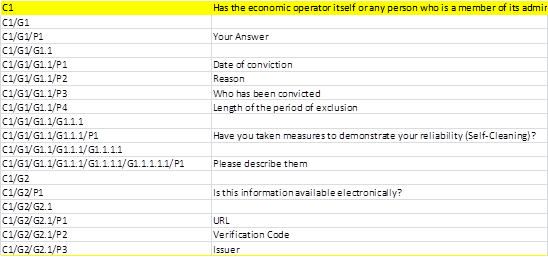 C1 Has the economic operator itself or any person who is a member of its admir
C1/G1
C1/G1/P1 Your Answer
C1/G1/G1.1
C1/G1/G1.1/P1 Date of conviction
C1/G1/G1.1/P2 Reason
C1/G1/G1.1/P3 Who has been convicted
C1/G1/G1.1/P4 Length of the period of exclusion
C1/G1/G1.1/G1.1.1
C1/G1/G1.1/G1.1.1/P1 Have you taken measures to demonstrate your reliability (Self-Cleaning)?
C1/G1/G1.1/G1.1.1/G1.1.1.1
C1/G1/G1.1/G1.1.1/G1.1.1.1/G1.1.1.1.1/P1 Please describe them
C1/G2
C1/G2/P1 Is this information available electronically?
C1/G2/G2.1
C1/G2/G2.1/P1 URL
C1/G2/G2.1/P2 Verification Code
C1/G2/G2.1/P3 Issuer